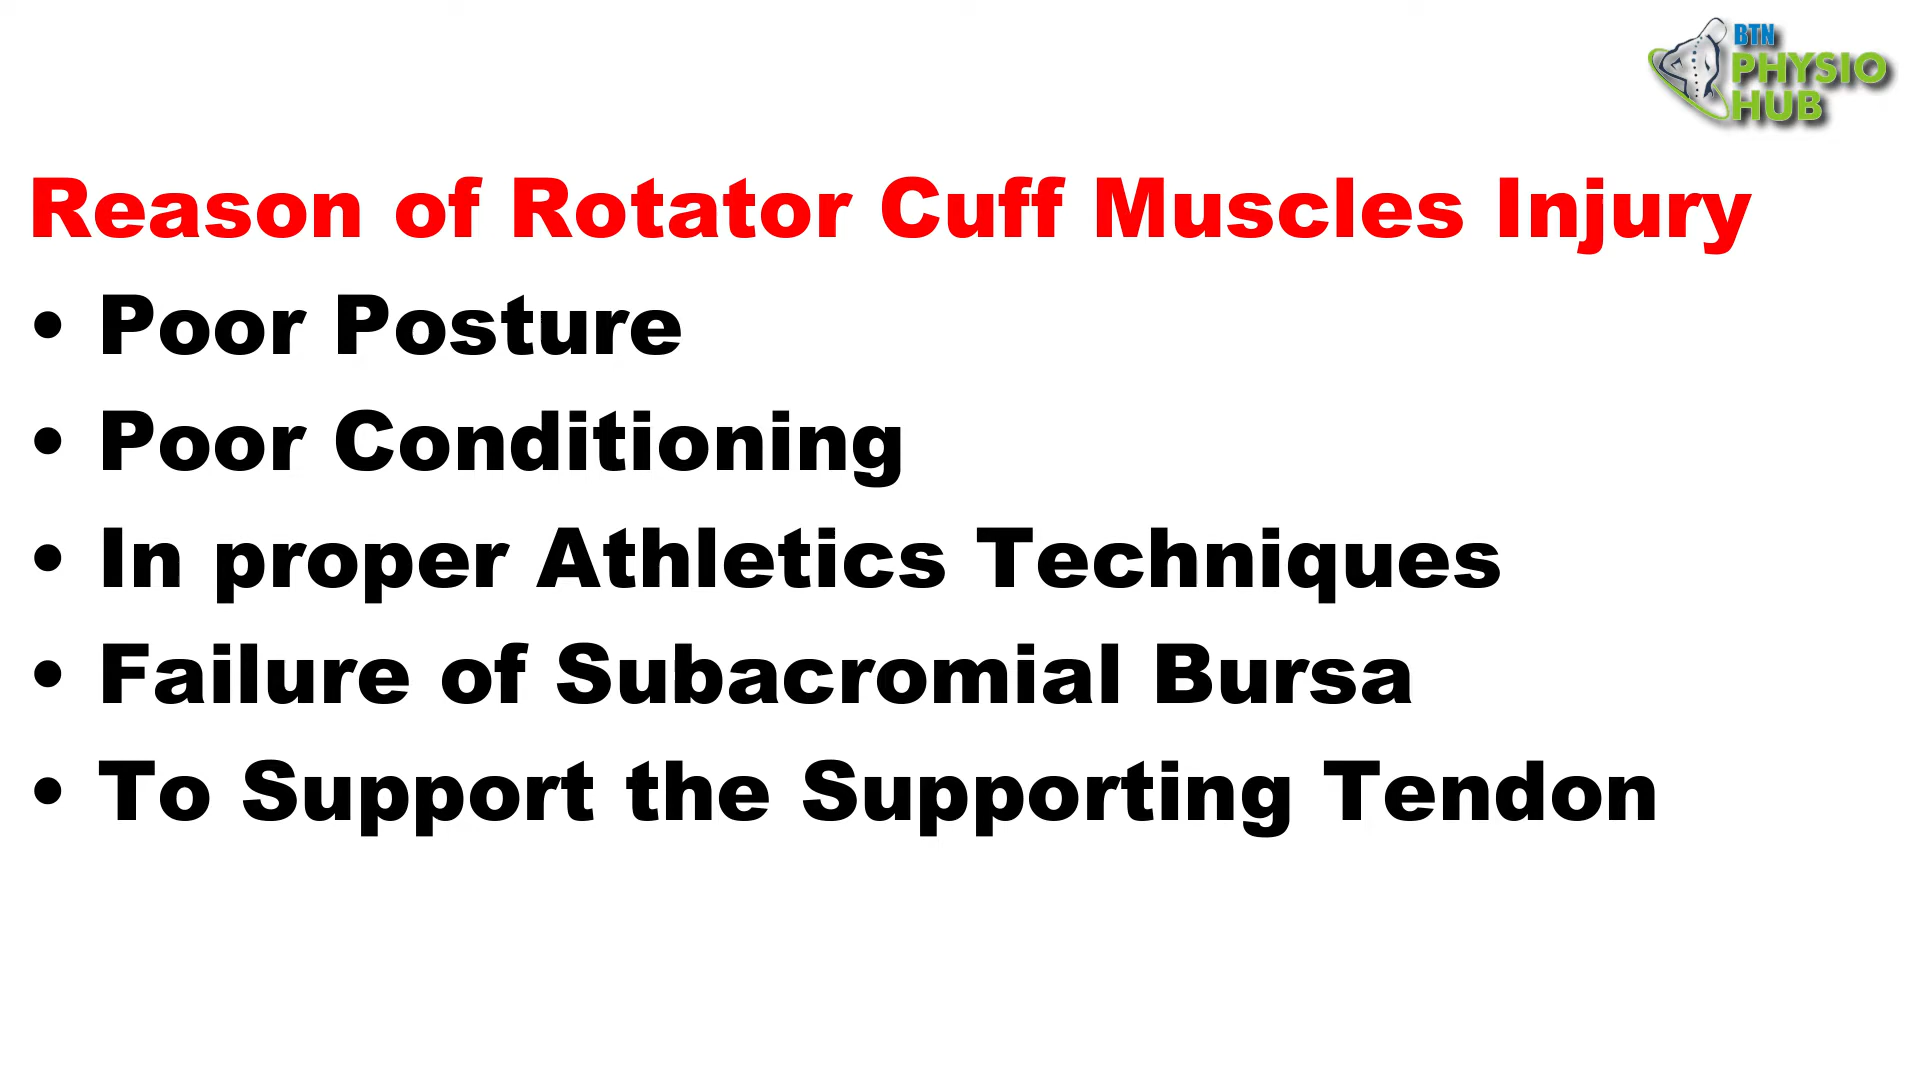 BTN
PHYSIO
HUB
Reason of Rotator Cuff Muscles Injury
• Poor Posture
• Poor Conditioning
• In proper Athletics Techniques
• Failure of Subacromial Bursa
• To Support the Supporting Tendon